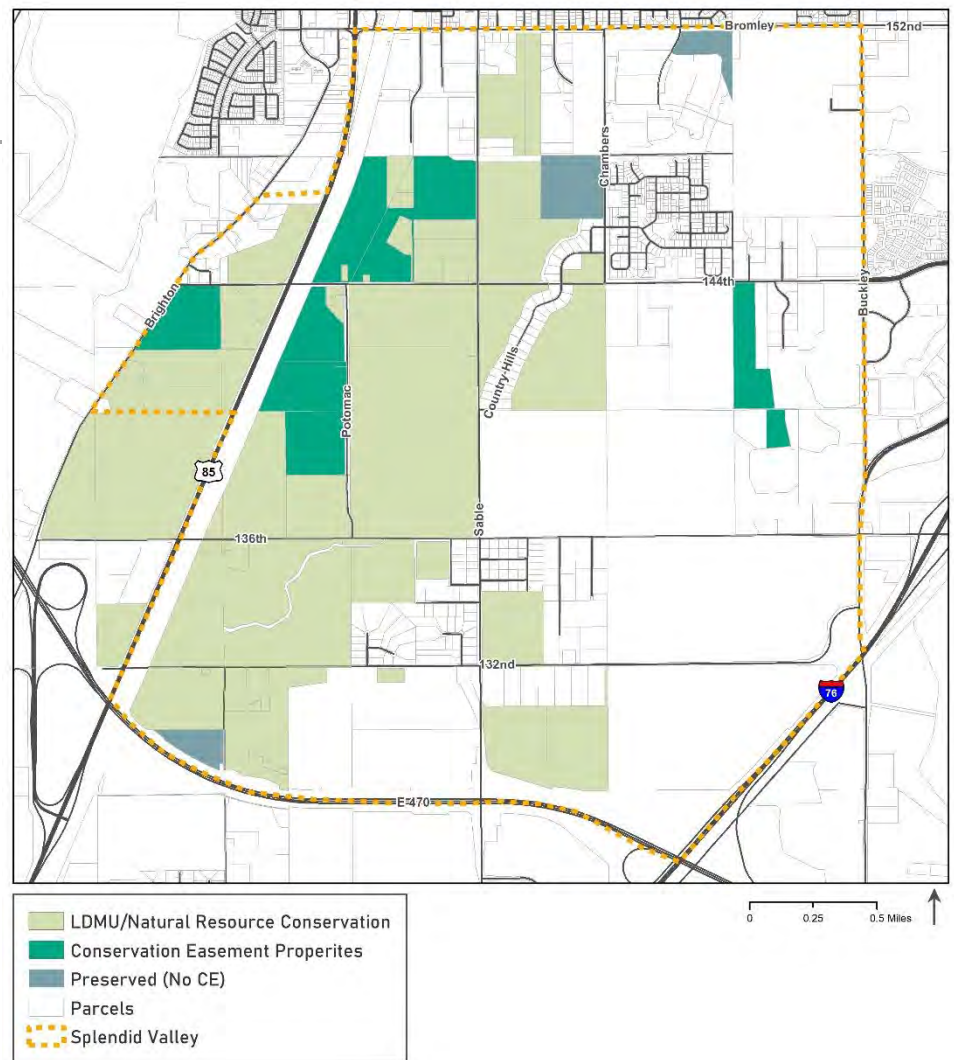 Bromley
152nd
Chambers
144th
Brighton
Buckley
Country Hills
Potomac
85
Sable
136th
132nd
76
E-470
0 0.25 0.5 Miles
LDMU/Natural Resource Conservation
Conservation Easement Properites
Preserved (No CE)
Parcels
Splendid Valley